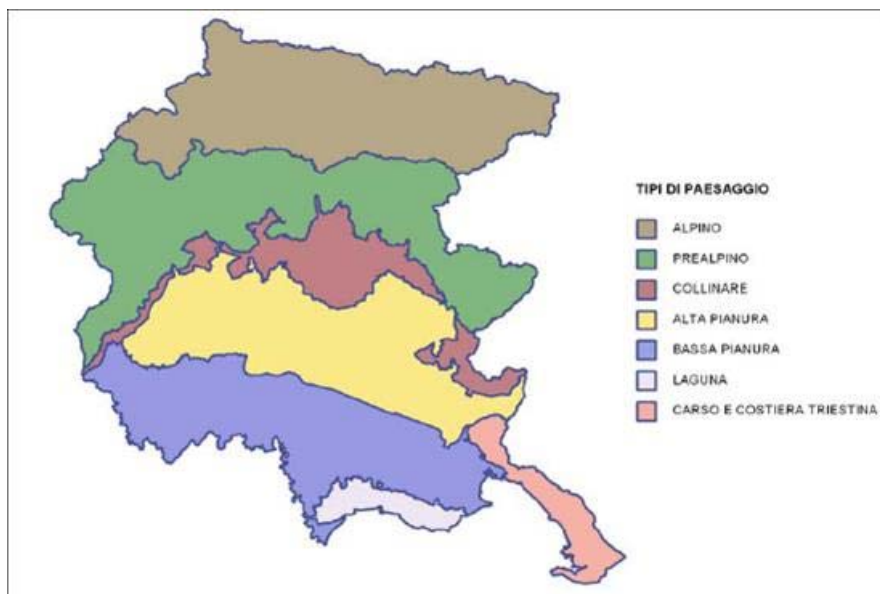 TIPI DI PAESAGGIO
ALPINO
PREALPINO
COLLINARE
ALTA PIANURA
BASSA PIANURA
LAGUNA
CARSO E COSTIERA TRIESTINA